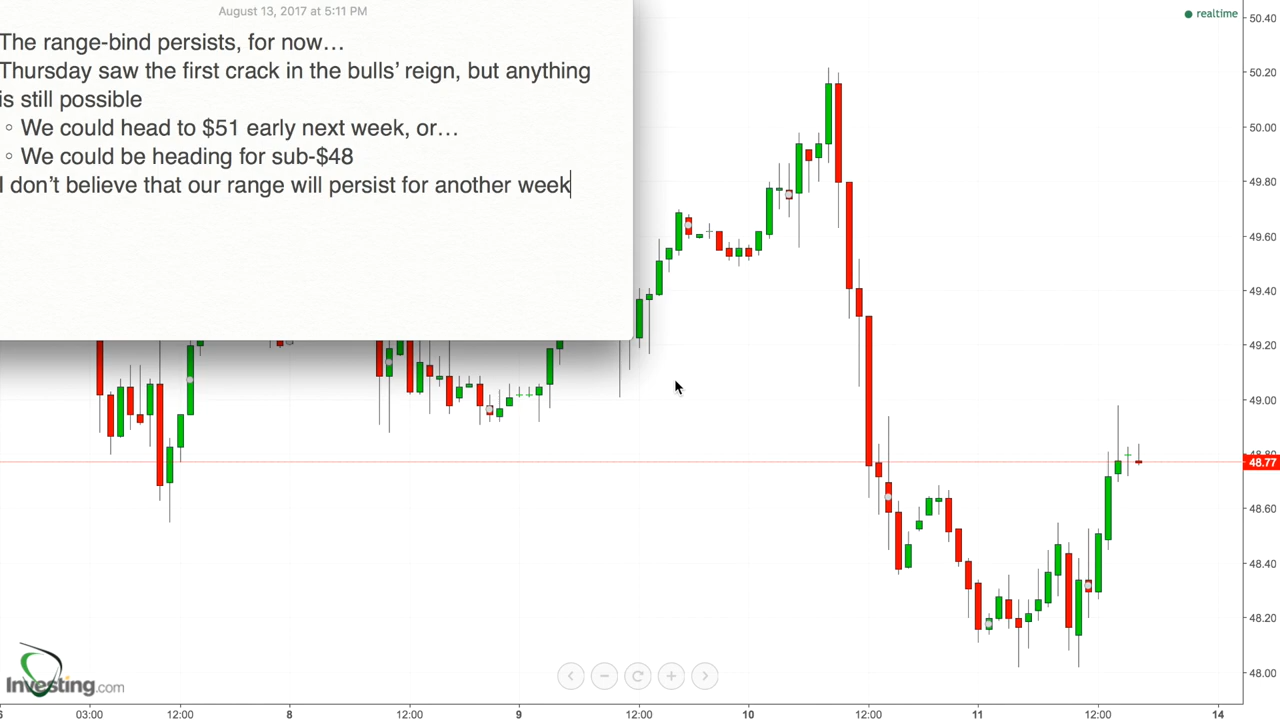 August 13, 2017 at 5:11 PM
The range-bind persists, for now…
Thursday saw the first crack in the bulls’ reign, but anything
is still possible
◦ We could head to $51 early next week, or…
◦ We could be heading for sub-$48
I don’t believe that our range will persist for another week
realtime
50.40
50.20
50.00
49.80
49.60
49.40
49.20
49.00
48.77
48.60
48.40
48.20
48.00
Investing.com
03:00 12:00 8 12:00 9 12:00 10 12:00 11 12:00 14